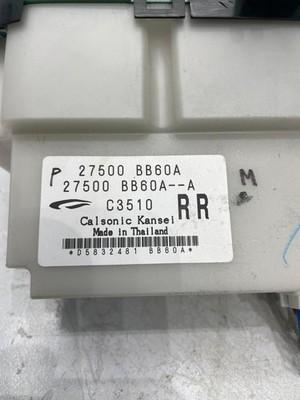 P 27500 BB60A
27500 BB60A--A
C3510 RR
Calsonic Kansei
Made in Thailand
*D5832481 BB60A*
M